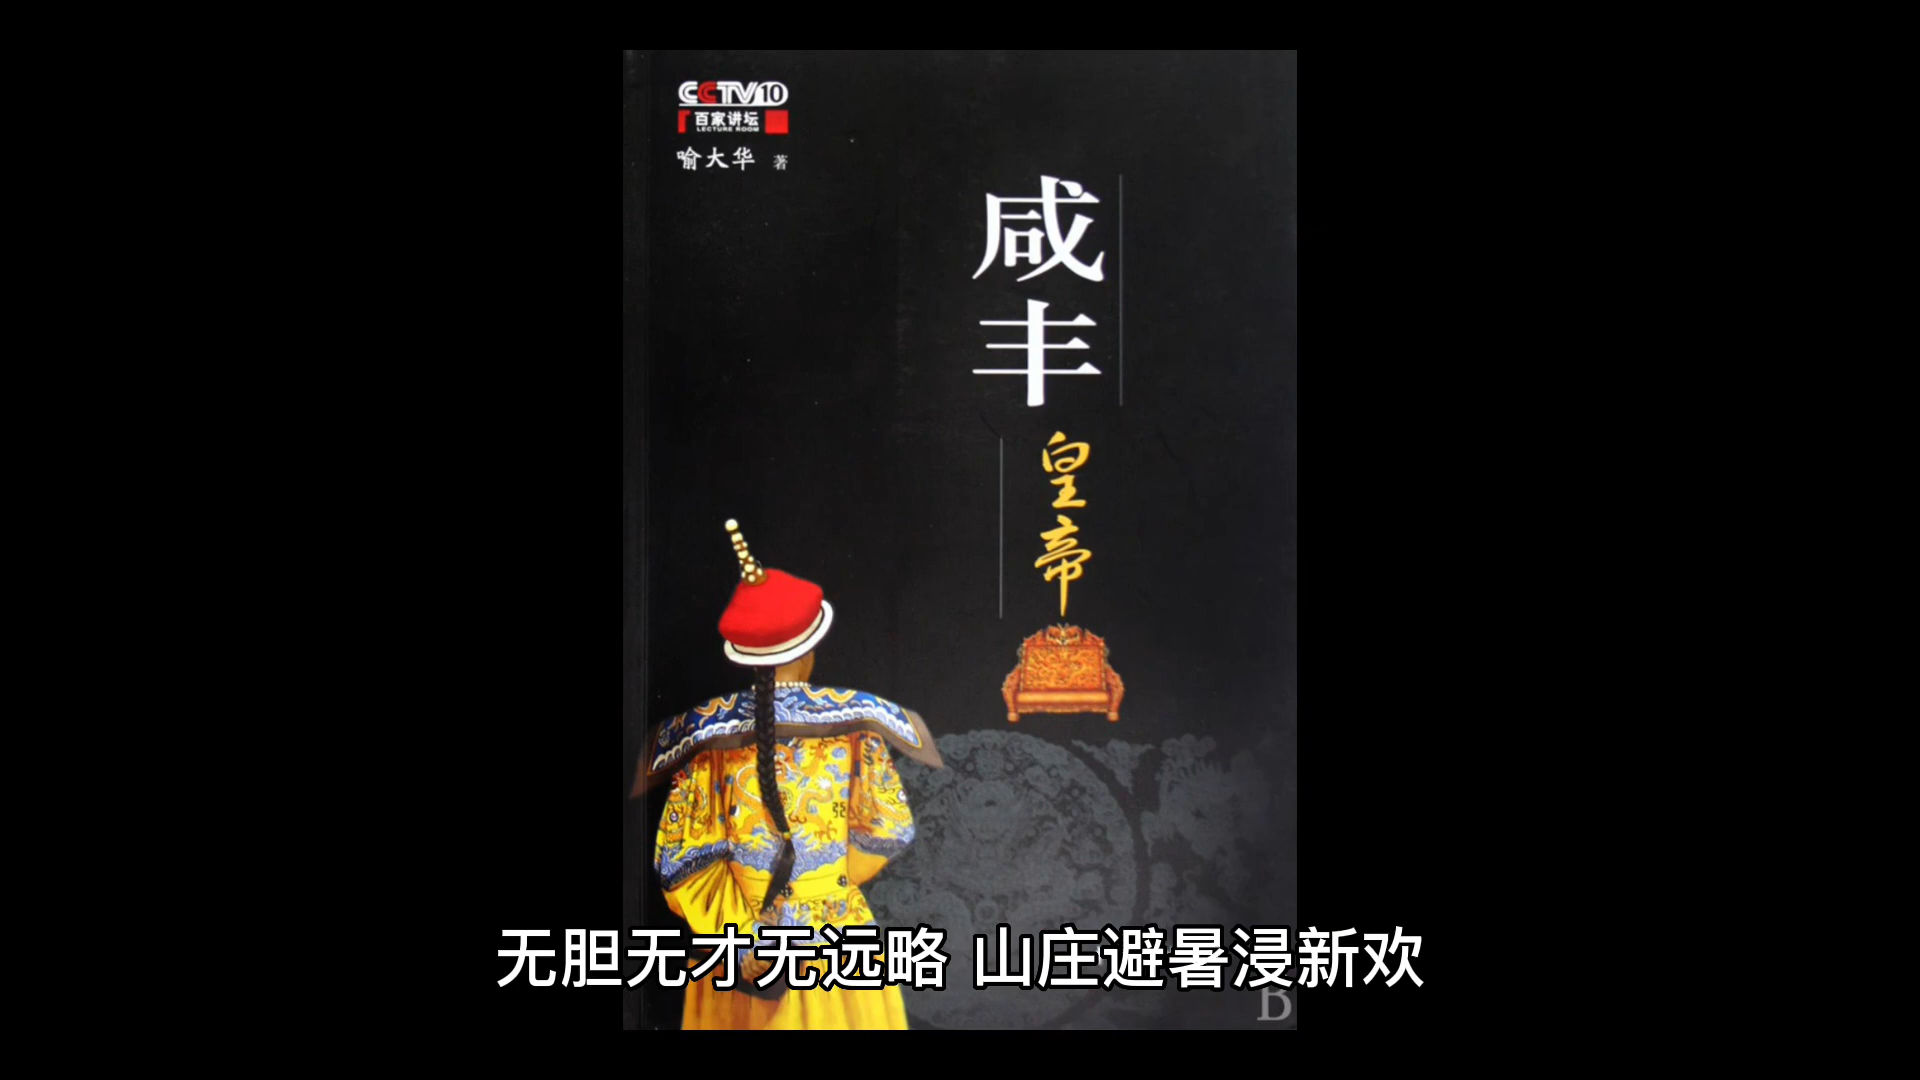 CCTV10
百家讲坛
LECTURE ROOM
喻大华 著
咸丰
皇帝
无胆无才无远略 山庄避暑浸新欢
B